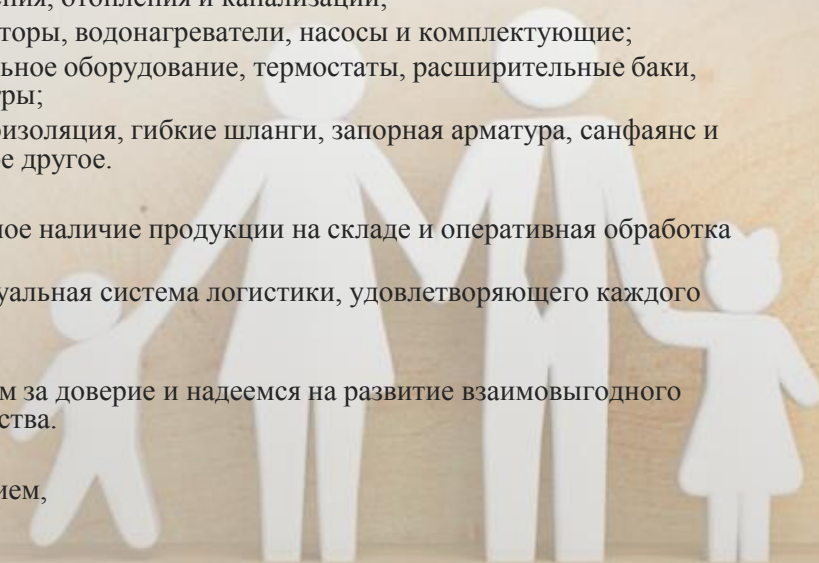 ния, отопления и канализации;
торы, водонагреватели, насосы и комплектующие;
ьное оборудование, термостаты, расширительные баки,
ры;
изоляция, гибкие шланги, запорная арматура, санфаянс и
е другое.
ое наличие продукции на складе и оперативная обработка
уальная система логистики, удовлетворяющего каждого
м за доверие и надеемся на развитие взаимовыгодного
ства.
ием,